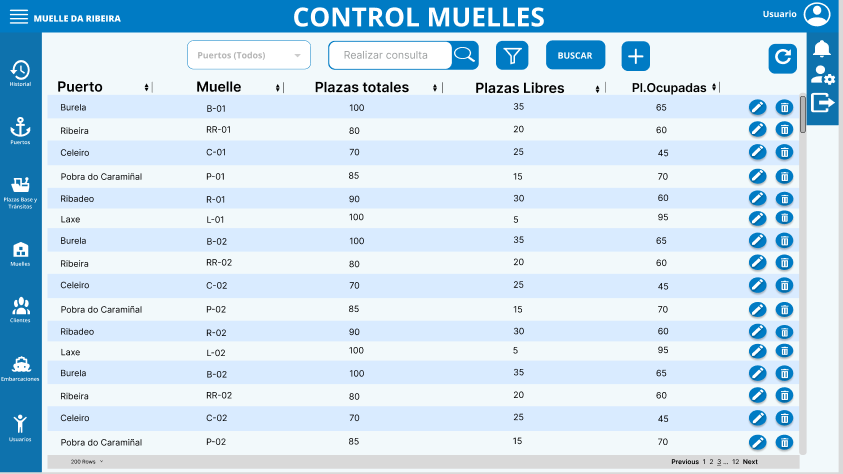 MUELLE DA RIBEIRA
CONTROL MUELLES
Usuario
Puertos (Todos)
Realizar consulta
BUSCAR
Historial
Puertos
Plazas Base y
Tránsitos
Muelles
Clientes
Embarcaciones
Usuarios
Puerto Muelle Plazas totales Plazas Libres Pl.Ocupadas
Burela B-01 100 35 65
Ribeira RR-01 80 20 60
Celeiro C-01 70 25 45
Pobra do Caramiñal P-01 85 15 70
Ribadeo R-01 90 30 60
Laxe L-01 100 5 95
Burela B-02 100 35 65
Ribeira RR-02 80 20 60
Celeiro C-02 70 25 45
Pobra do Caramiñal P-02 85 15 70
Ribadeo R-02 90 30 60
Laxe L-02 100 5 95
Burela B-02 100 35 65
Ribeira RR-02 80 20 60
Celeiro C-02 70 25 45
Pobra do Caramiñal P-02 85 15 70
200 Rows
Previous 1 2 3 ... 12 Next